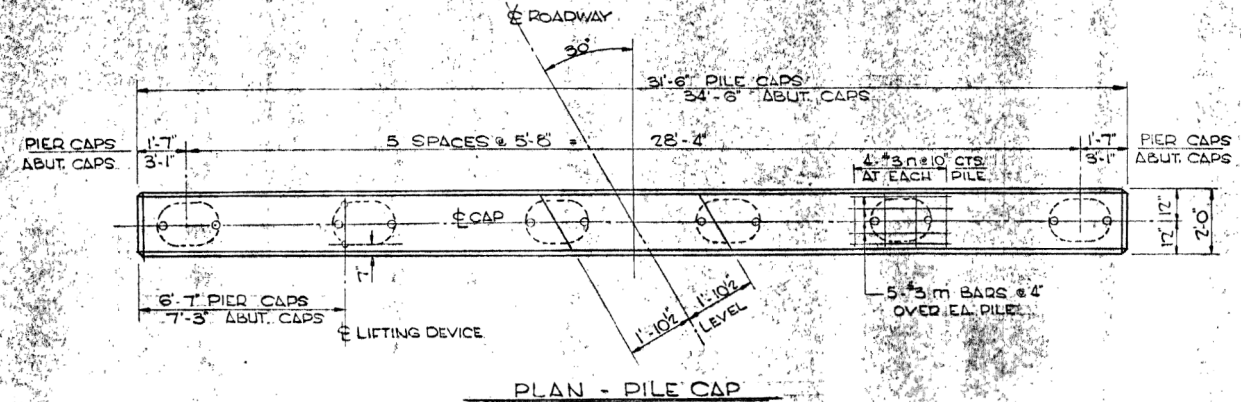 ℄ ROADWAY
30°
31'-6" PILE CAPS
34'-6" ABUT. CAPS
PIER CAPS
ABUT. CAPS
1'-7"
3'-1"
5 SPACES @ 5'-8" = 28'-4"
1'-7"
3'-1"
PIER CAPS
ABUT. CAPS
4-#3 n @ 10" CTS.
AT EACH PILE
℄ CAP
12" 12"
2'-0"
1"
6'-7" PIER CAPS
7'-3" ABUT. CAPS
℄ LIFTING DEVICE
1'-10½"
1'-10½"
LEVEL
5-#3 m BARS @ 4"
OVER EA. PILE
PLAN - PILE CAP